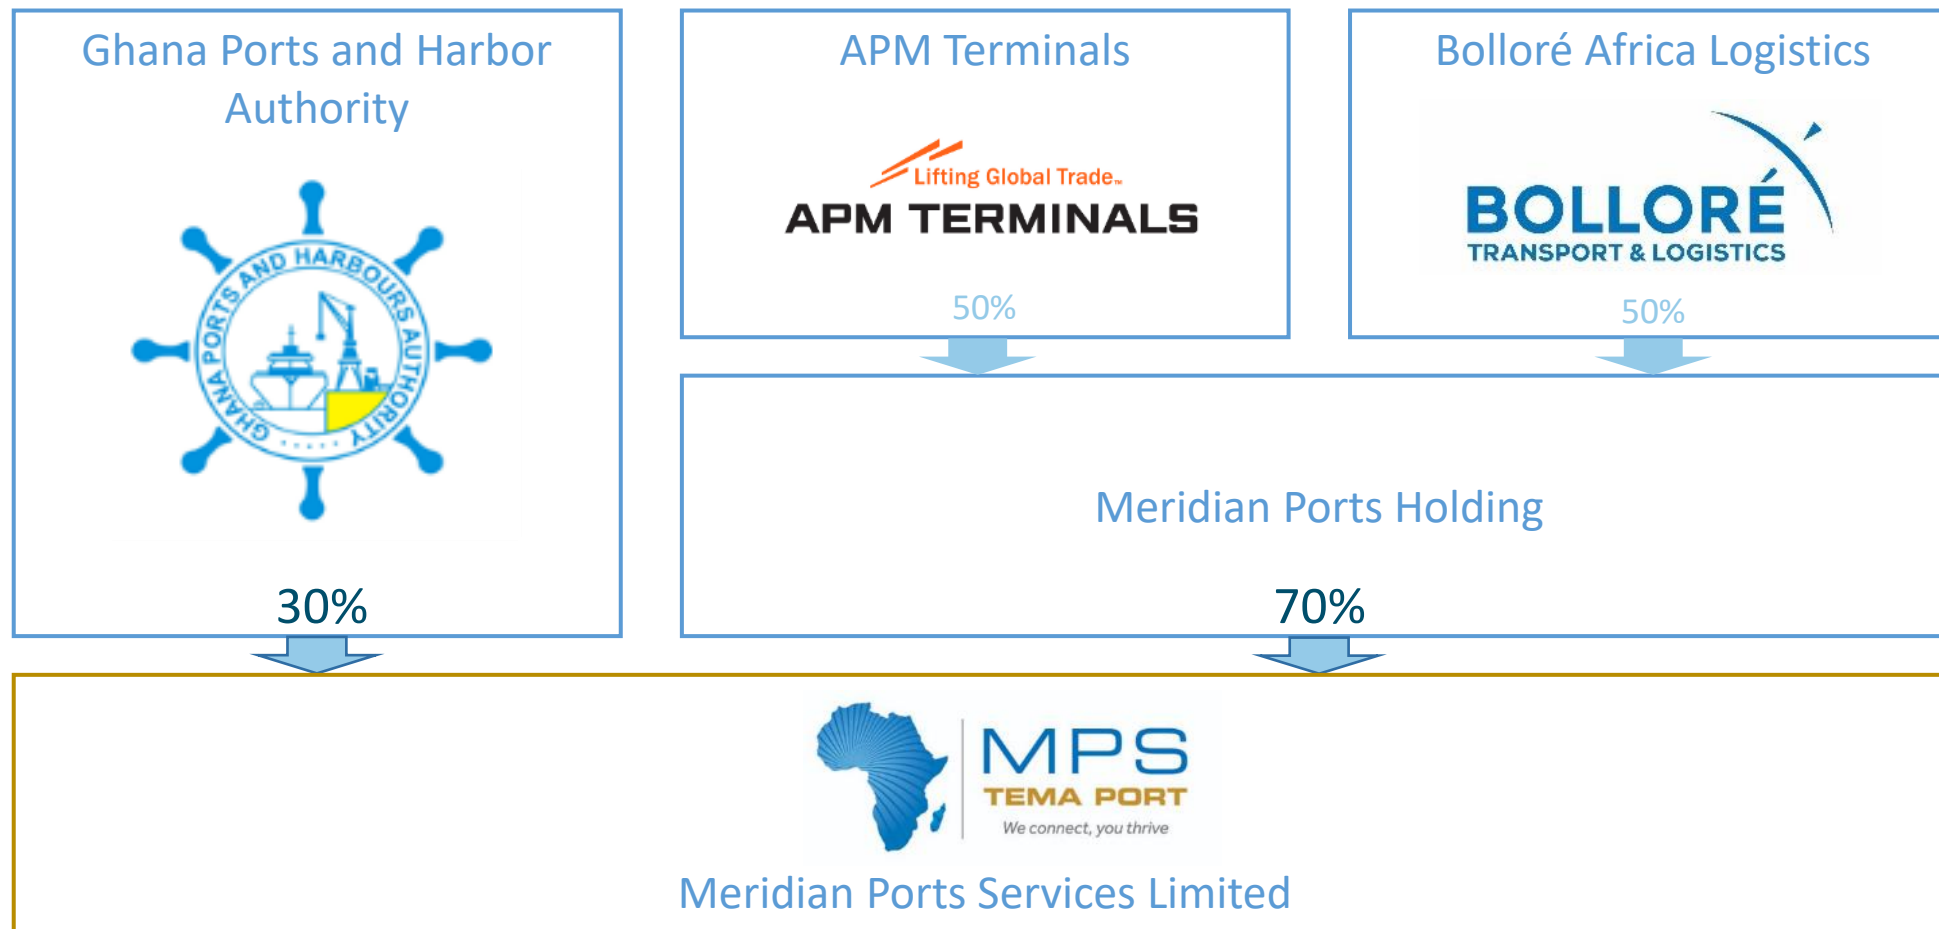 Ghana Ports and Harbor
Authority
GHANA PORTS AND HARBOURS AUTHORITY
30%
APM Terminals
Lifting Global Trade™
APM TERMINALS
50%
Bolloré Africa Logistics
BOLLORÉ
TRANSPORT & LOGISTICS
50%
Meridian Ports Holding
70%
MPS
TEMA PORT
We connect, you thrive
Meridian Ports Services Limited